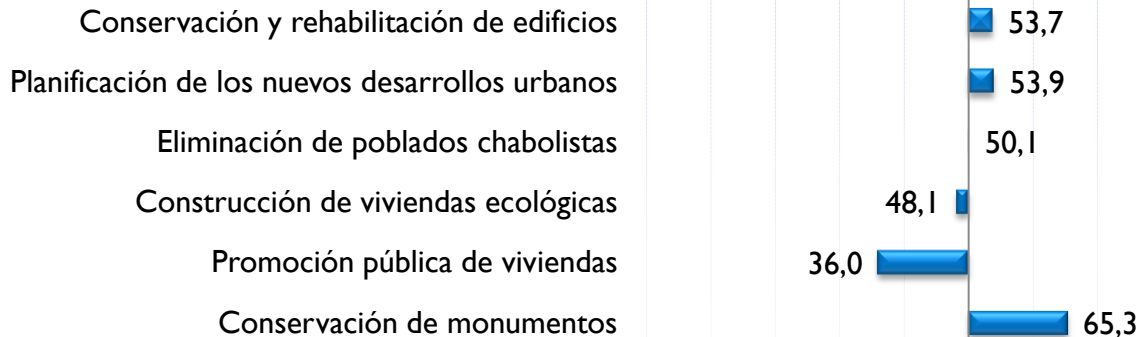 Conservación y rehabilitación de edificios 53,7
Planificación de los nuevos desarrollos urbanos 53,9
Eliminación de poblados chabolistas 50,1
Construcción de viviendas ecológicas 48,1
Promoción pública de viviendas 36,0
Conservación de monumentos 65,3